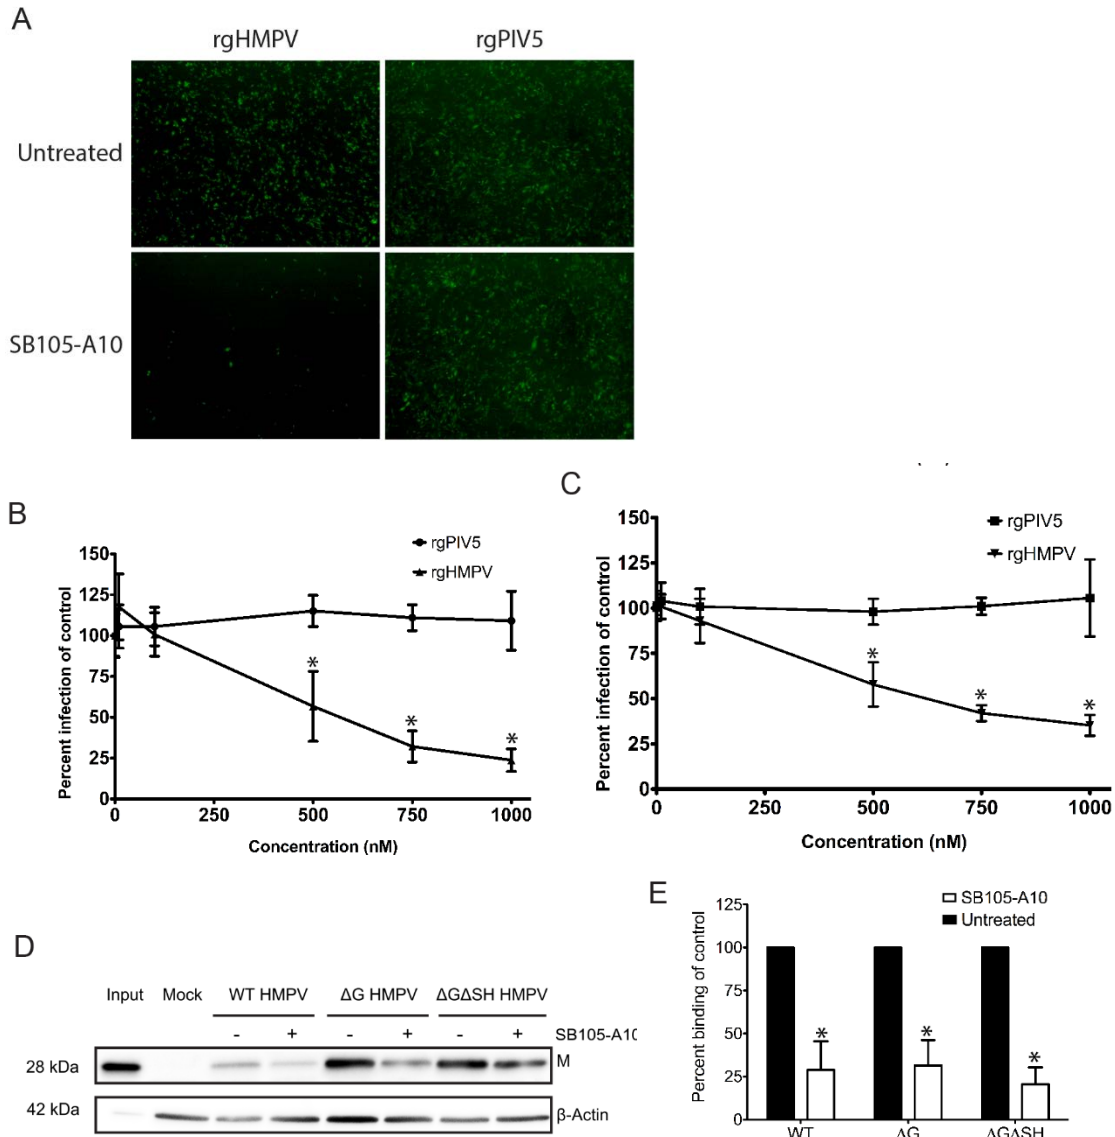 A
rgHMPV rgPIV5
Untreated
SB105-A10
B
rgPIV5
rgHMPV
150
125
100
75
50
25
0
Percent infection of control
* * *
0 250 500 750 1000
Concentration (nM)
C
rgPIV5
rgHMPV
150
125
100
75
50
25
0
Percent infection of control
* * *
0 250 500 750 1000
Concentration (nM)
D
Input Mock WT HMPV ΔG HMPV ΔGΔSH HMPV
- + - + - + SB105-A10
28 kDa M
42 kDa β-Actin
E
SB105-A10
Untreated
125
100
75
50
25
0
Percent binding of control
* * *
WT ΔG ΔGΔSH